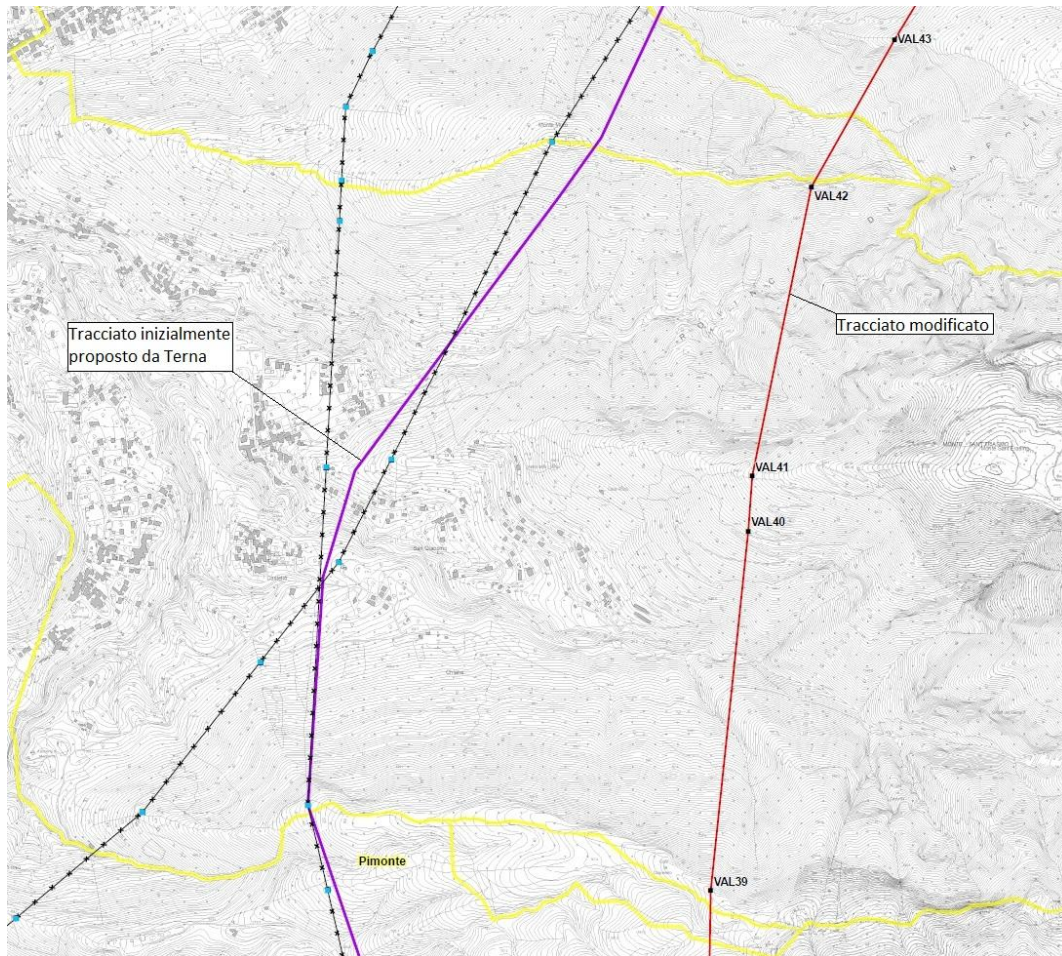 VAL43
VAL42
Tracciato inizialmente
proposto da Terna
Tracciato modificato
VAL41
VAL40
Pimonte
VAL39